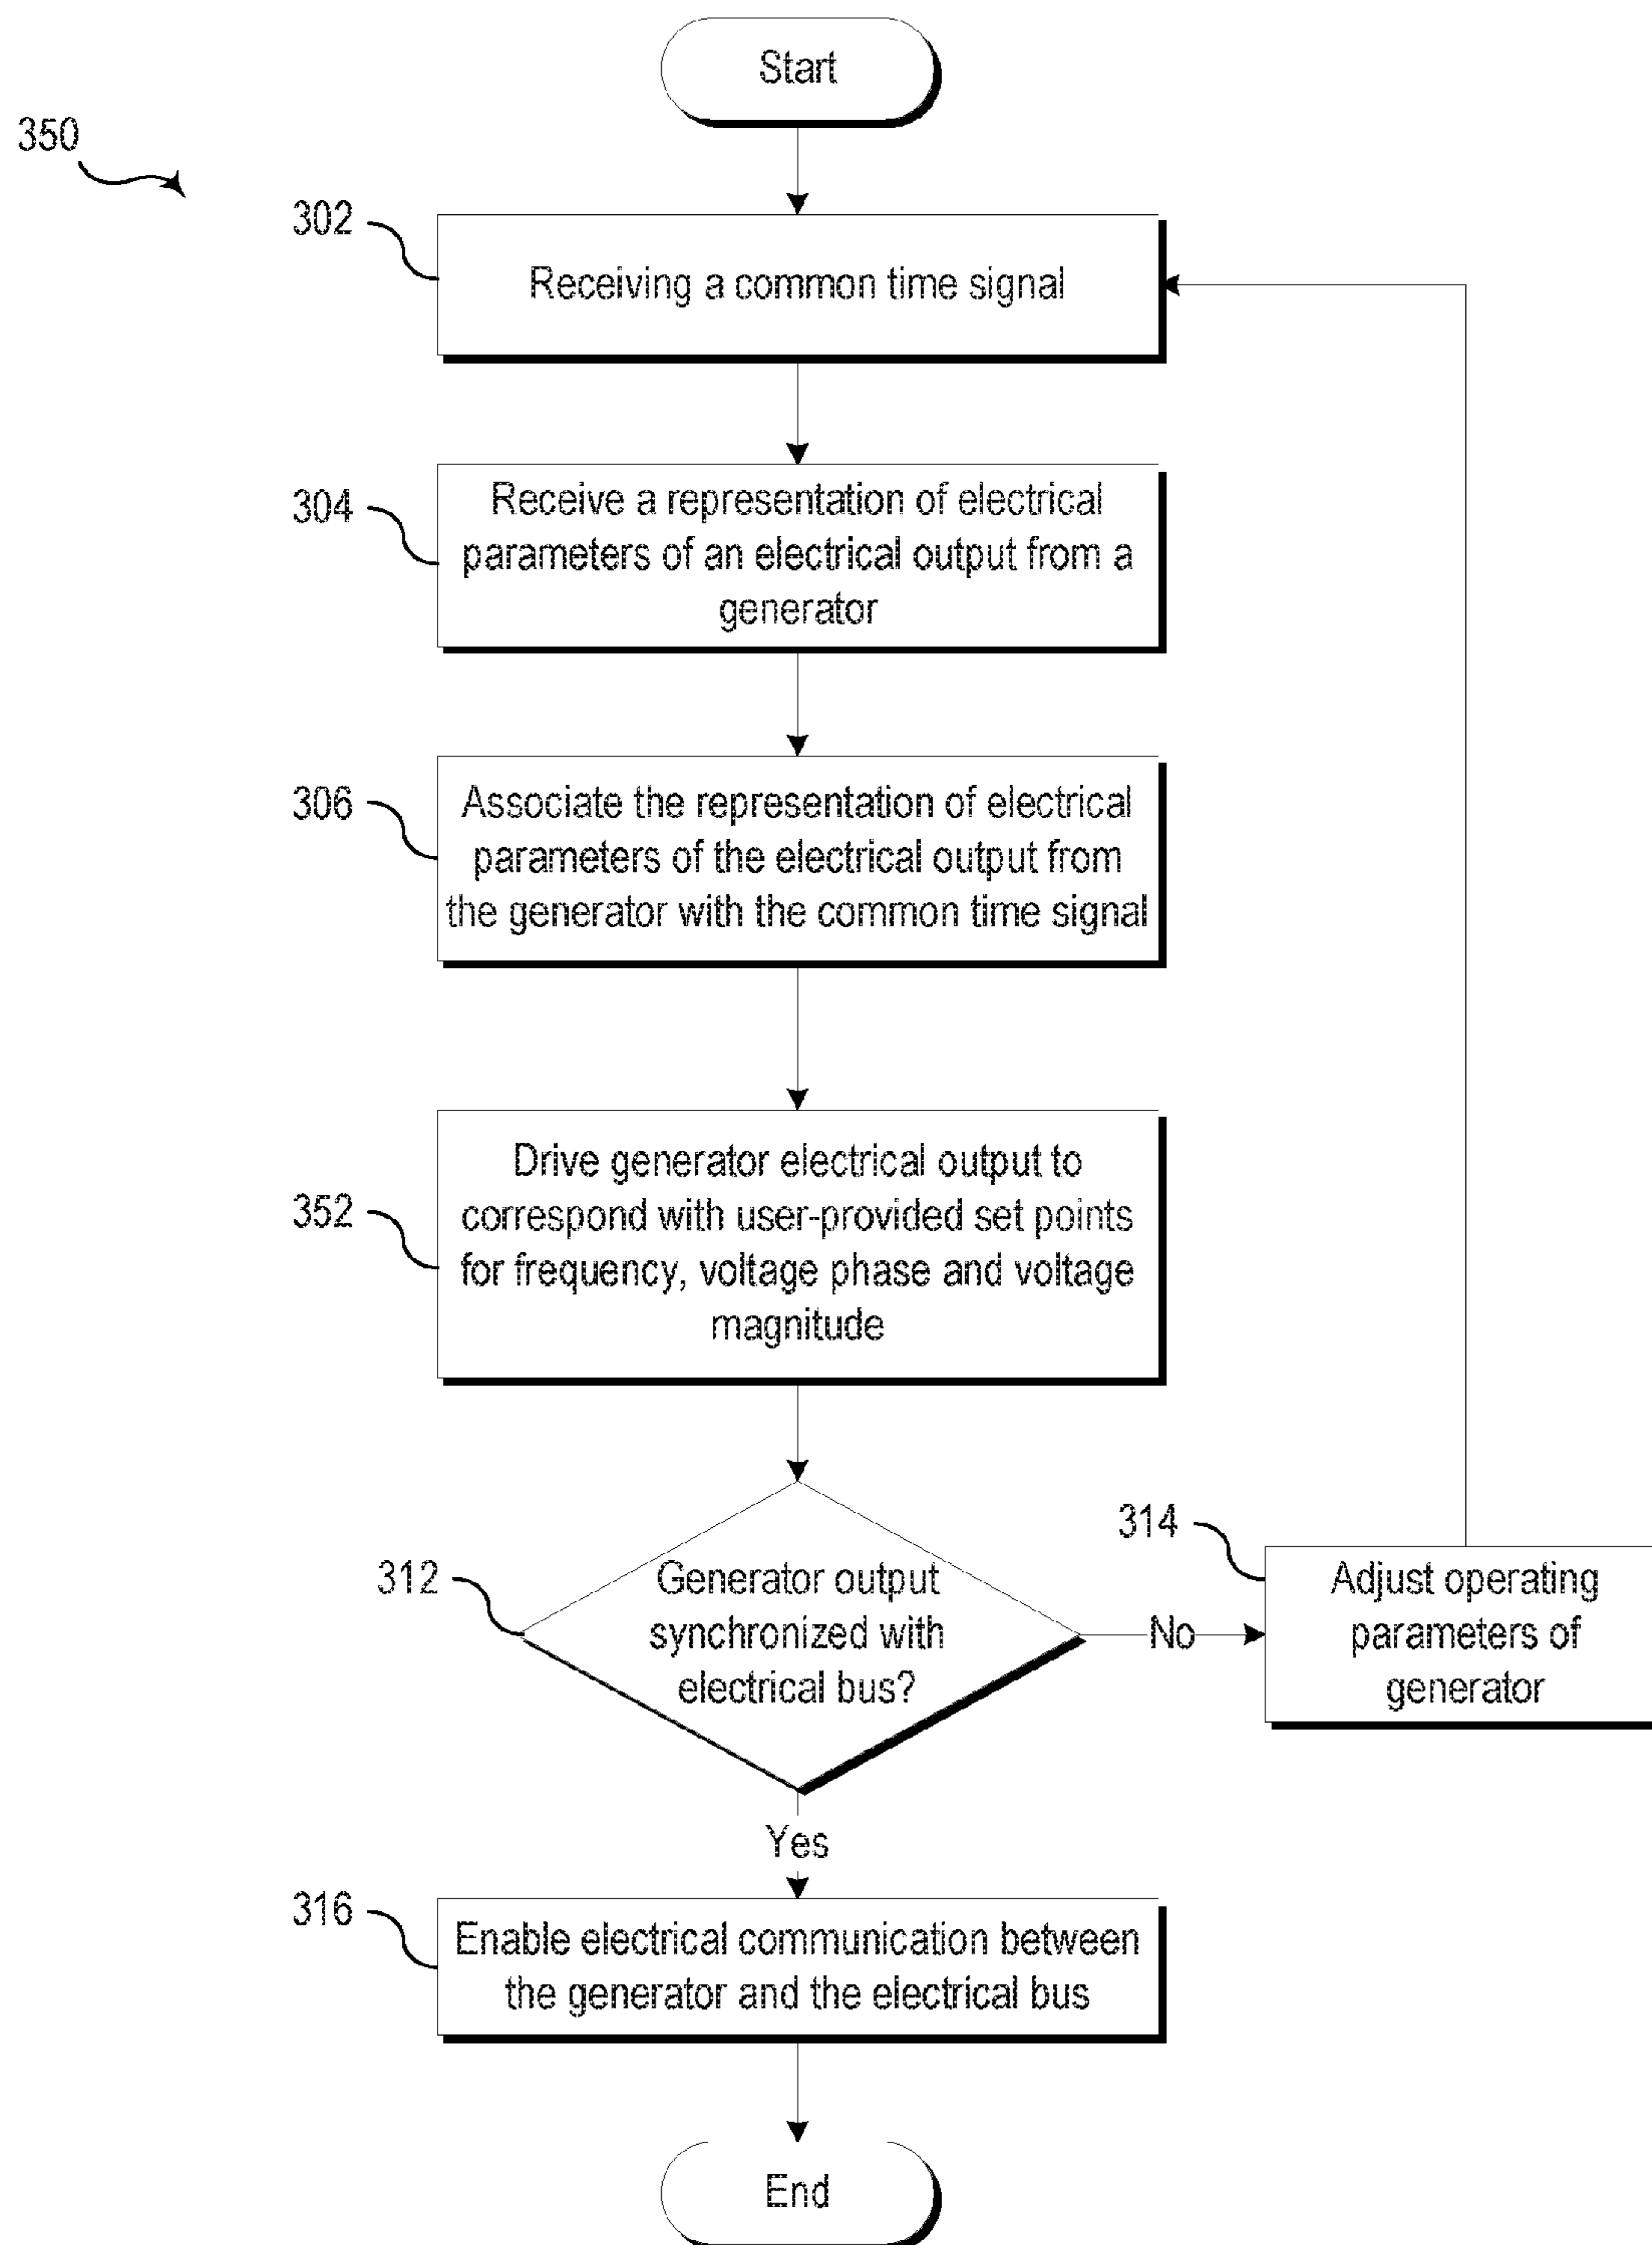 Start
350
302
Receiving a common time signal
304
Receive a representation of electrical
parameters of an electrical output from a
generator
306
Associate the representation of electrical
parameters of the electrical output from
the generator with the common time signal
352
Drive generator electrical output to
correspond with user-provided set points
for frequency, voltage phase and voltage
magnitude
312
Generator output
synchronized with
electrical bus?
No
314
Adjust operating
parameters of
generator
Yes
316
Enable electrical communication between
the generator and the electrical bus
End